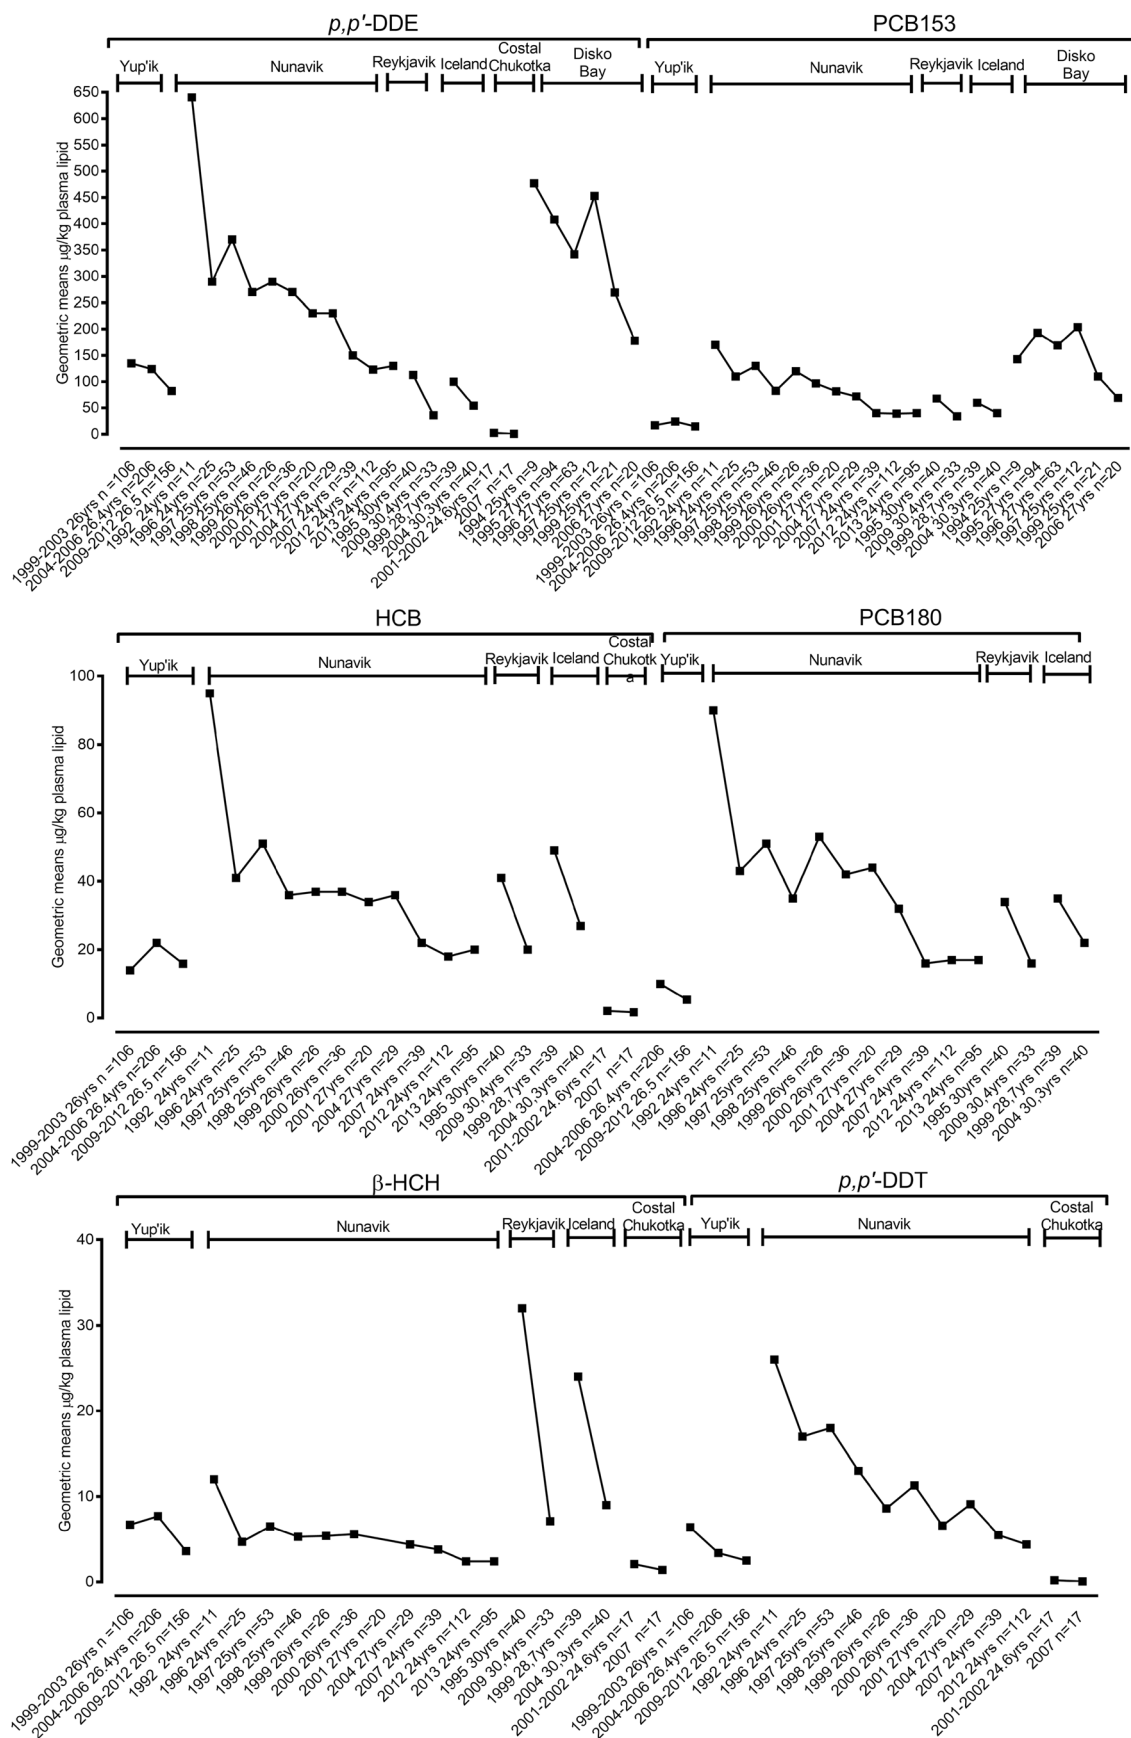 p,p'-DDE PCB153
Yup'ik Nunavik Reykjavik Iceland Costal Chukotka Disko Bay Yup'ik Nunavik Reykjavik Iceland Disko Bay
Geometric means µg/kg plasma lipid
650
600
550
500
450
400
350
300
250
200
150
100
50
0
1999-2003 26yrs n =106
2004-2006 26.4yrs n=206
2009-2012 26.5 n=156
1992 24yrs n=11
1996 24yrs n=25
1997 25yrs n=53
1998 25yrs n=46
1999 26yrs n=26
2000 26yrs n=36
2001 27yrs n=20
2004 27yrs n=29
2007 24yrs n=39
2012 24yrs n=112
2013 24yrs n=95
1995 30yrs n=40
2009 30,4yrs n=33
1999 28,7yrs n=39
2004 30,3yrs n=40
2001-2002 24.6yrs n=17
2007 n=17
1994 25yrs n=9
1995 27yrs n=94
1996 27yrs n=63
1997 25yrs n=12
1999 25yrs n=21
2006 27yrs n=20
1999-2003 26yrs n =106
2004-2006 26,4yrs n=206
2009-2012 26.5 n=156
1992 24yrs n=11
1996 24yrs n=25
1997 25yrs n=53
1998 25yrs n=46
1999 26yrs n=26
2000 26yrs n=36
2001 27yrs n=20
2004 27yrs n=29
2007 24yrs n=39
2012 24yrs n=112
2013 24yrs n=95
1995 30yrs n=40
2009 30,4yrs n=33
1999 28,7yrs n=39
2004 30,3yrs n=40
1994 25yrs n=9
1995 27yrs n=94
1996 27yrs n=63
1997 25yrs n=12
1999 25yrs n=21
2006 27yrs n=20
HCB PCB180
Yup'ik Nunavik Reykjavik Iceland Costal Chukotk a Yup'ik Nunavik Reykjavik Iceland
Geometric means µg/kg plasma lipid
100
80
60
40
20
0
1999-2003 26yrs n =106
2004-2006 26.4yrs n=206
2009-2012 26.5 n=156
1992 24yrs n=11
1996 24yrs n=25
1997 25yrs n=53
1998 25yrs n=46
1999 26yrs n=26
2000 26yrs n=36
2001 27yrs n=20
2004 27yrs n=29
2007 24yrs n=39
2012 24yrs n=112
2013 24yrs n=95
1995 30yrs n=40
2009 30,4yrs n=33
1999 28,7yrs n=39
2004 30,3yrs n=40
2001-2002 24.6yrs n=17
2007 n=17
2004-2006 26.4yrs n=206
2009-2012 26.5 n=156
1992 24yrs n=11
1996 24yrs n=25
1997 25yrs n=53
1998 25yrs n=46
1999 26yrs n=26
2000 26yrs n=36
2001 27yrs n=20
2004 27yrs n=29
2007 24yrs n=39
2012 24yrs n=112
2013 24yrs n=95
1995 30yrs n=40
2009 30,4yrs n=33
1999 28,7yrs n=39
2004 30,3yrs n=40
β-HCH p,p'-DDT
Yup'ik Nunavik Reykjavik Iceland Costal Chukotka Yup'ik Nunavik Costal Chukotka
Geometric means µg/kg plasma lipid
40
30
20
10
0
1999-2003 26yrs n =106
2004-2006 26.4yrs n=206
2009-2012 26.5 n=156
1992 24yrs n=11
1996 24yrs n=25
1997 25yrs n=53
1998 25yrs n=46
1999 26yrs n=26
2000 26yrs n=36
2001 27yrs n=20
2004 27yrs n=29
2007 24yrs n=39
2012 24yrs n=112
2013 24yrs n=95
1995 30yrs n=40
2009 30,4yrs n=33
1999 28,7yrs n=39
2004 30,3yrs n=40
2001-2002 24.6yrs n=17
2007 n=17
1999-2003 26yrs n =106
2004-2006 26.4yrs n=206
2009-2012 26.5 n=156
1992 24yrs n=11
1996 24yrs n=25
1997 25yrs n=53
1998 25yrs n=46
1999 26yrs n=26
2000 26yrs n=36
2001 27yrs n=20
2004 27yrs n=29
2007 24yrs n=39
2012 24yrs n=112
2001-2002 24.6yrs n=17
2007 n=17